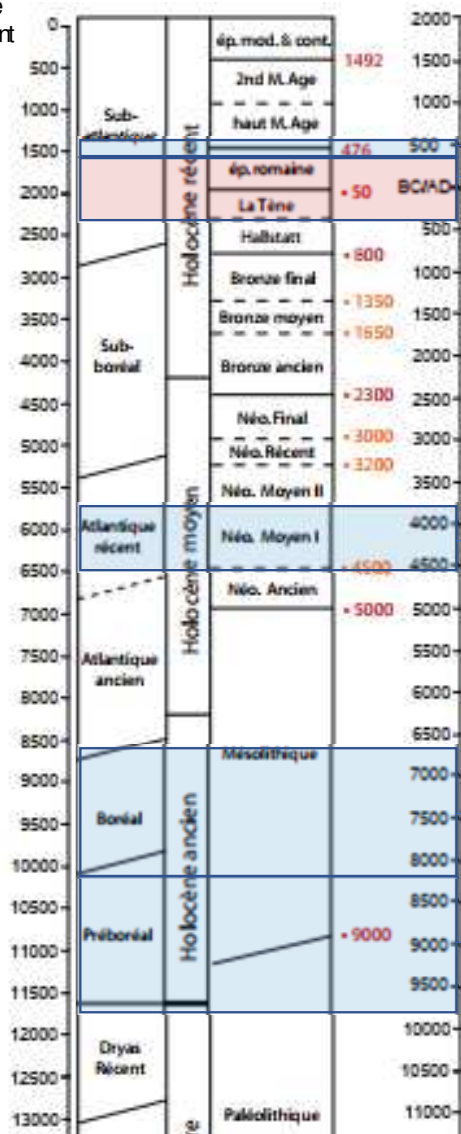 e
nt
0
500
1000
1500
2000
2500
3000
3500
4000
4500
5000
5500
6000
6500
7000
7500
8000
8500
9000
9500
10000
10500
11000
11500
12000
12500
13000
Sub-
atlantique
Sub-
boréal
Atlantique
récent
Atlantique
ancien
Boréal
Préboréal
Dryas
Récent
Holocène récent
Holocène moyen
Holocène ancien
re
ép. mod. & cont.
2nd M. Age
haut M. Age
ép. romaine
La Tène
Hallstatt
Bronze final
Bronze moyen
Bronze ancien
Néo. Final
Néo. Récent
Néo. Moyen II
Néo. Moyen I
Néo. Ancien
Mésolithique
Paléolithique
1492
476
• 50
• 800
• 1350
• 1650
• 2300
• 3000
• 3200
• 4500
• 5000
• 9000
2000
1500
1000
500
BC/AD
500
1000
1500
2000
2500
3000
3500
4000
4500
5000
5500
6000
6500
7000
7500
8000
8500
9000
9500
10000
10500
11000